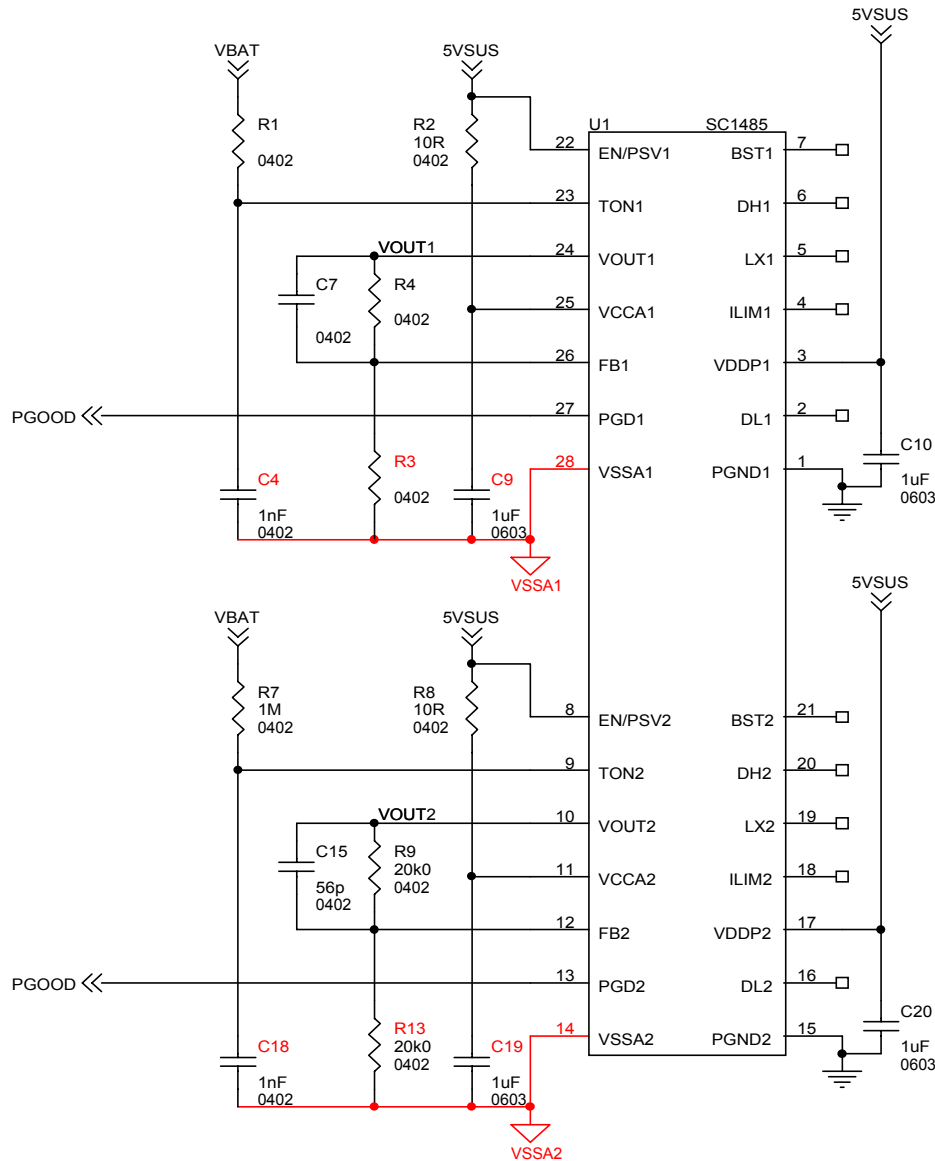 5VSUS
VBAT
5VSUS
R1
0402
R2
10R
0402
U1
SC1485
22
EN/PSV1
BST1
7
23
TON1
DH1
6
VOUT1
24
VOUT1
LX1
5
C7
0402
R4
0402
25
VCCA1
ILIM1
4
26
FB1
VDDP1
3
PGOOD
27
PGD1
DL1
2
C4
1nF
0402
R3
0402
C9
1uF
0603
28
VSSA1
PGND1
1
C10
1uF
0603
VSSA1
5VSUS
VBAT
5VSUS
R7
1M
0402
R8
10R
0402
8
EN/PSV2
BST2
21
9
TON2
DH2
20
VOUT2
10
VOUT2
LX2
19
C15
56p
0402
R9
20k0
0402
11
VCCA2
ILIM2
18
12
FB2
VDDP2
17
PGOOD
13
PGD2
DL2
16
C18
1nF
0402
R13
20k0
0402
C19
1uF
0603
14
VSSA2
PGND2
15
C20
1uF
0603
VSSA2